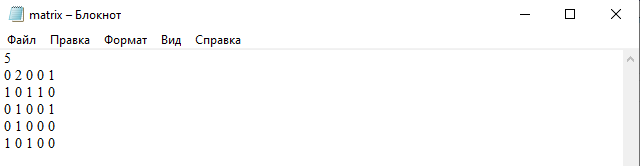 matrix – Блокнот
Файл Правка Формат Вид Справка
5
0 2 0 0 1
1 0 1 1 0
0 1 0 0 1
0 1 0 0 0
1 0 1 0 0